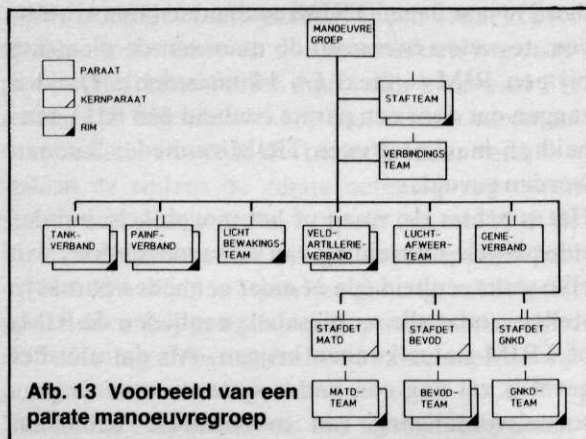 MANOEUVRE
GROEP
PARAAT
KERNPARAAT
RIM
STAFTEAM
VERBINDINGS
TEAM
TANK-
VERBAND
PAINF-
VERBAND
LICHT
BEWAKINGS-
TEAM
VELD-
ARTILLERIE-
VERBAND
LUCHT-
AFWEER-
TEAM
GENIE-
VERBAND
STAFDET
MATD
STAFDET
BEVOD
STAFDET
GNKD
MATD-
TEAM
BEVOD-
TEAM
GNKD-
TEAM
Afb. 13 Voorbeeld van een
parate manoeuvregroep